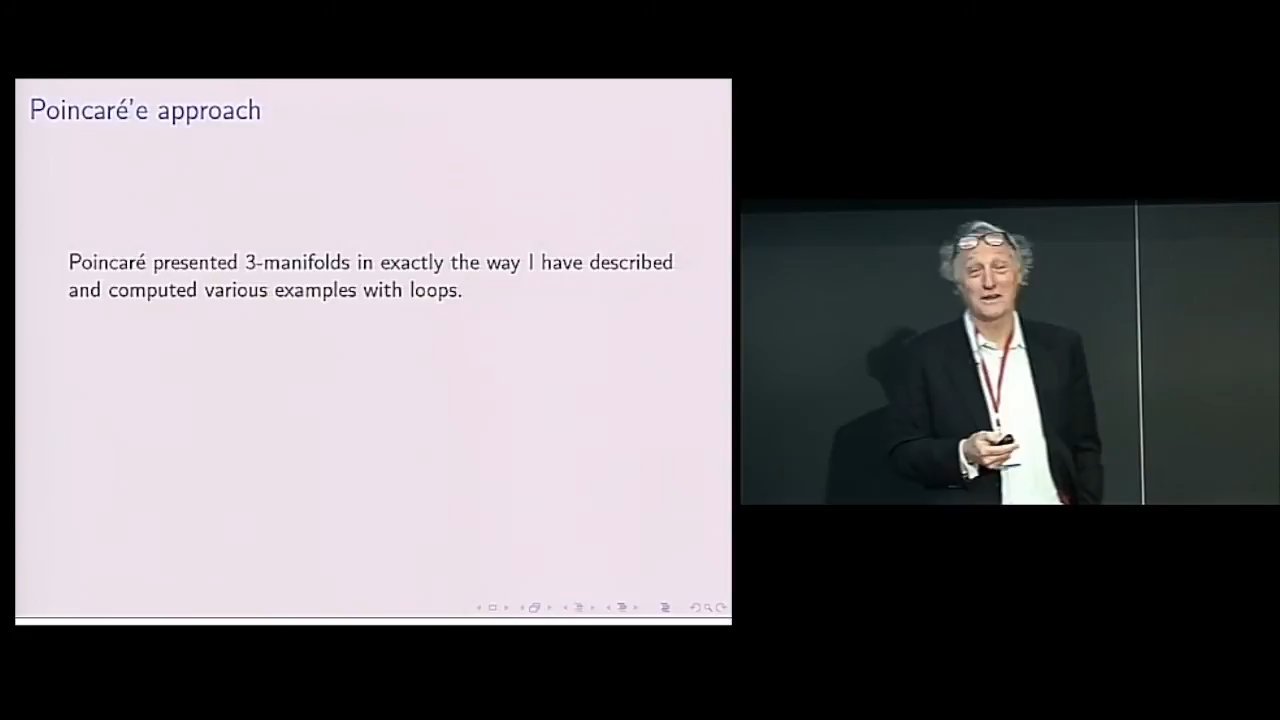 Poincaré'e approach
Poincaré presented 3-manifolds in exactly the way I have described
and computed various examples with loops.